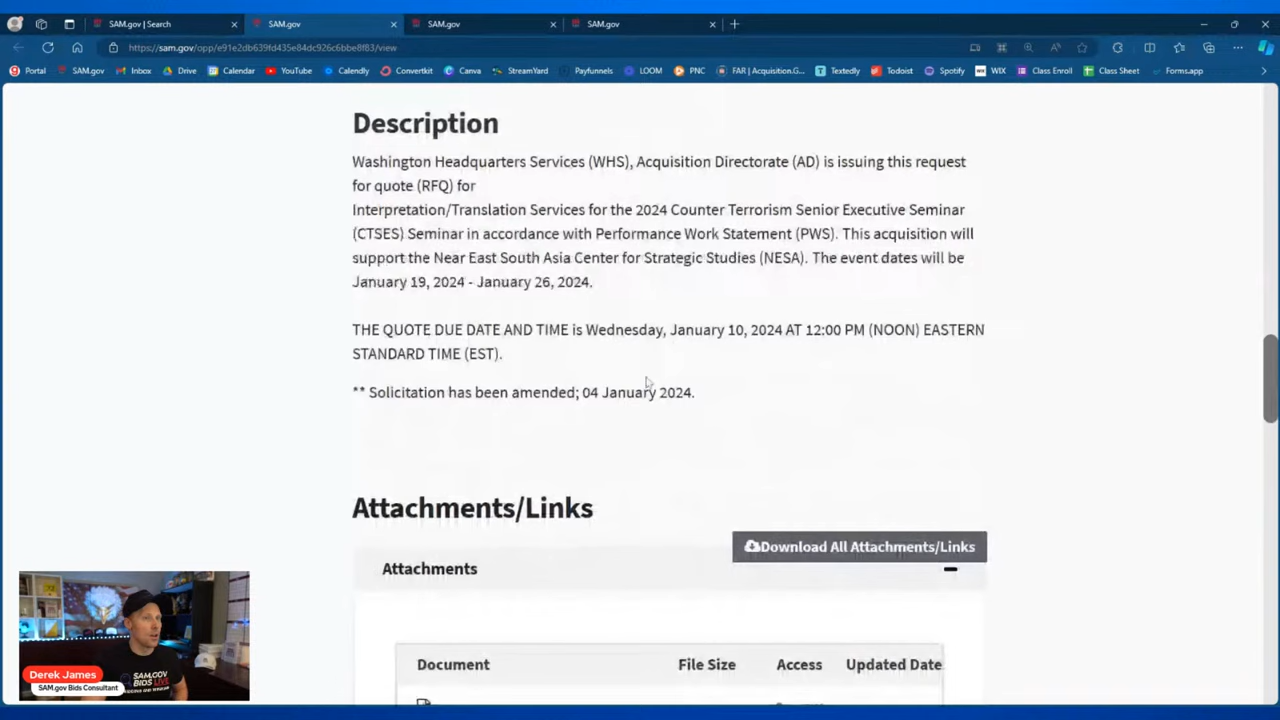 SAM.gov | Search
SAM.gov
SAM.gov
SAM.gov
https://sam.gov/opp/e91e2db639fd435e84dc926c6bbe8f83/view
Portal
SAM.gov
Inbox
Drive
Calendar
YouTube
Calendly
Convertkit
Canva
StreamYard
Payfunnels
LOOM
PNC
FAR | Acquisition.G...
Textedly
Todoist
Spotify
WIX
Class Enroll
Class Sheet
Forms.app
Description
Washington Headquarters Services (WHS), Acquisition Directorate (AD) is issuing this request
for quote (RFQ) for
Interpretation/Translation Services for the 2024 Counter Terrorism Senior Executive Seminar
(CTSES) Seminar in accordance with Performance Work Statement (PWS). This acquisition will
support the Near East South Asia Center for Strategic Studies (NESA). The event dates will be
January 19, 2024 - January 26, 2024.
THE QUOTE DUE DATE AND TIME is Wednesday, January 10, 2024 AT 12:00 PM (NOON) EASTERN
STANDARD TIME (EST).
** Solicitation has been amended; 04 January 2024.
Attachments/Links
Download All Attachments/Links
Attachments
Document File Size Access Updated Date
SAM.GOV
BIDS LIVE
Derek James
SAM.gov Bids Consultant